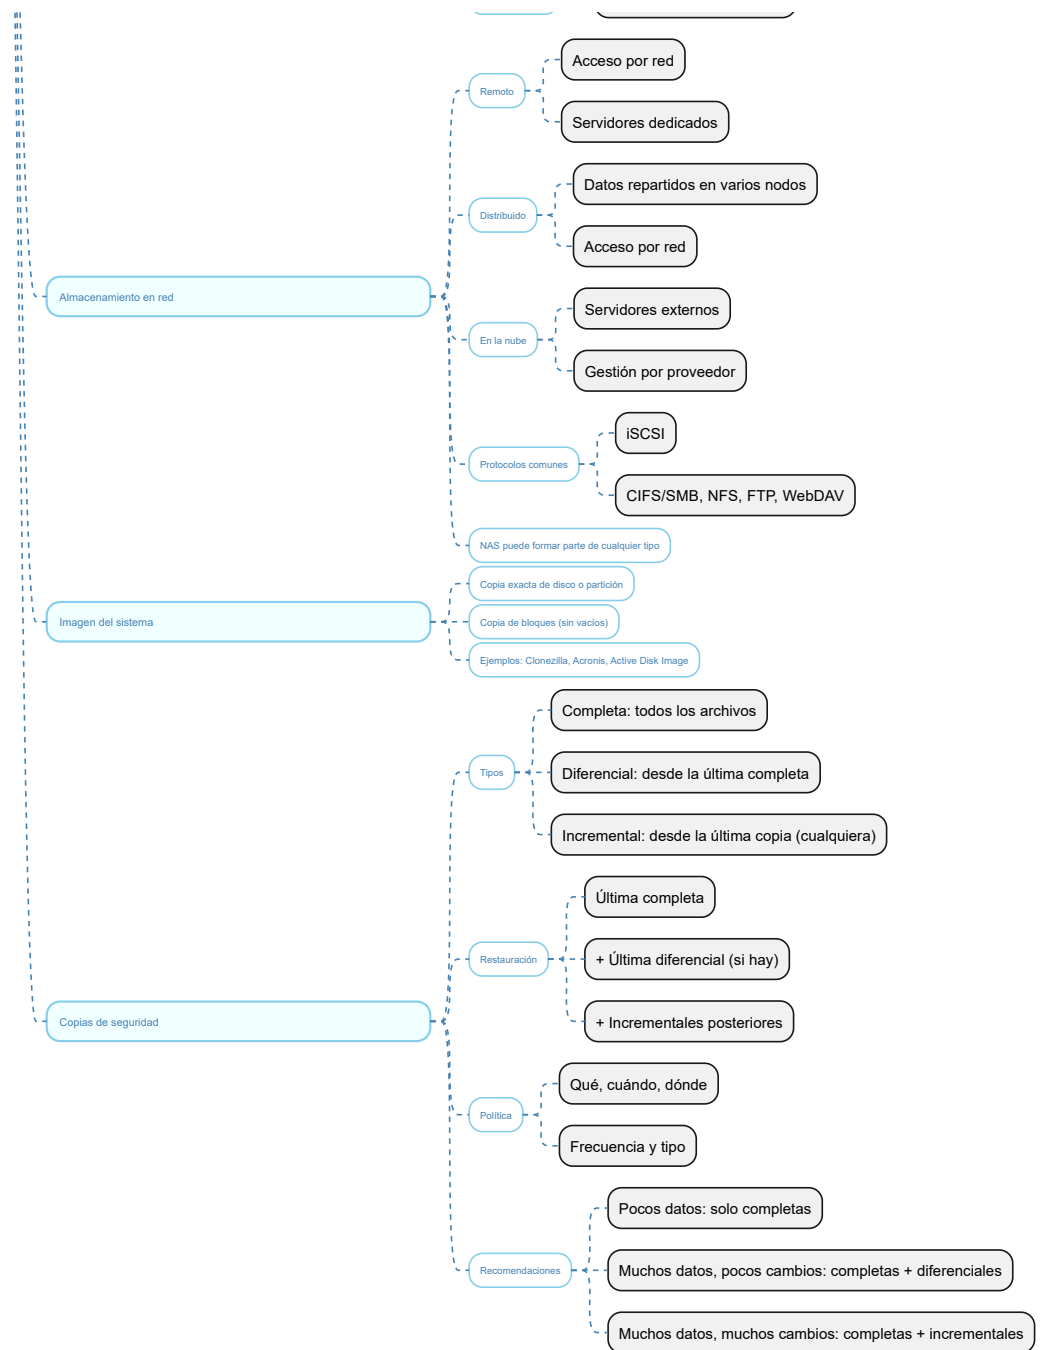 Acceso por red
Remoto
Servidores dedicados
Datos repartidos en varios nodos
Distribuido
Acceso por red
Almacenamiento en red
Servidores externos
En la nube
Gestión por proveedor
iSCSI
Protocolos comunes
CIFS/SMB, NFS, FTP, WebDAV
NAS puede formar parte de cualquier tipo
Copia exacta de disco o partición
Imagen del sistema
Copia de bloques (sin vacíos)
Ejemplos: Clonezilla, Acronis, Active Disk Image
Completa: todos los archivos
Tipos
Diferencial: desde la última completa
Incremental: desde la última copia (cualquiera)
Última completa
Restauración
+ Última diferencial (si hay)
+ Incrementales posteriores
Copias de seguridad
Qué, cuándo, dónde
Política
Frecuencia y tipo
Pocos datos: solo completas
Recomendaciones
Muchos datos, pocos cambios: completas + diferenciales
Muchos datos, muchos cambios: completas + incrementales